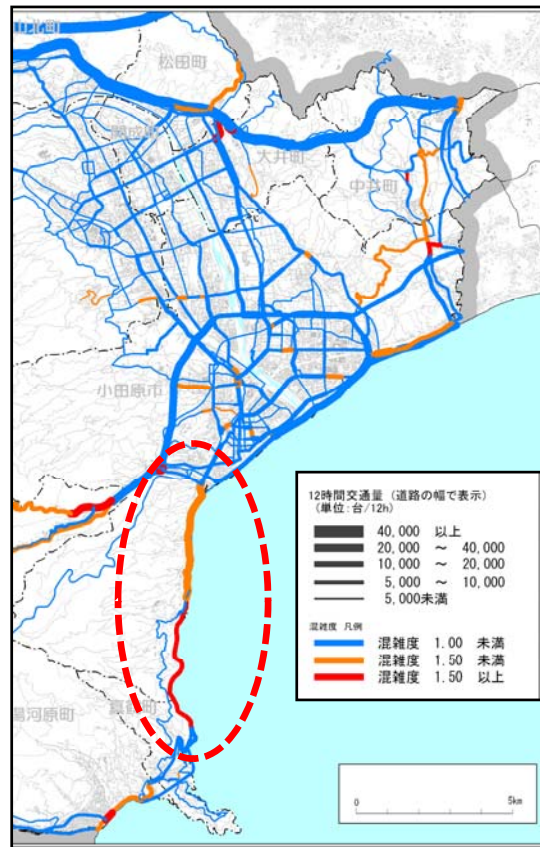 山北町
松田町
開成町
大井町
中井町
小田原市
12時間交通量 (道路の幅で表示)
(単位:台/12h)
40,000 以上
20,000 ～ 40,000
10,000 ～ 20,000
5,000 ～ 10,000
5,000未満
混雑度 凡例
混雑度 1.00 未満
混雑度 1.50 未満
混雑度 1.50 以上
湯河原町
真鶴町
0
5km